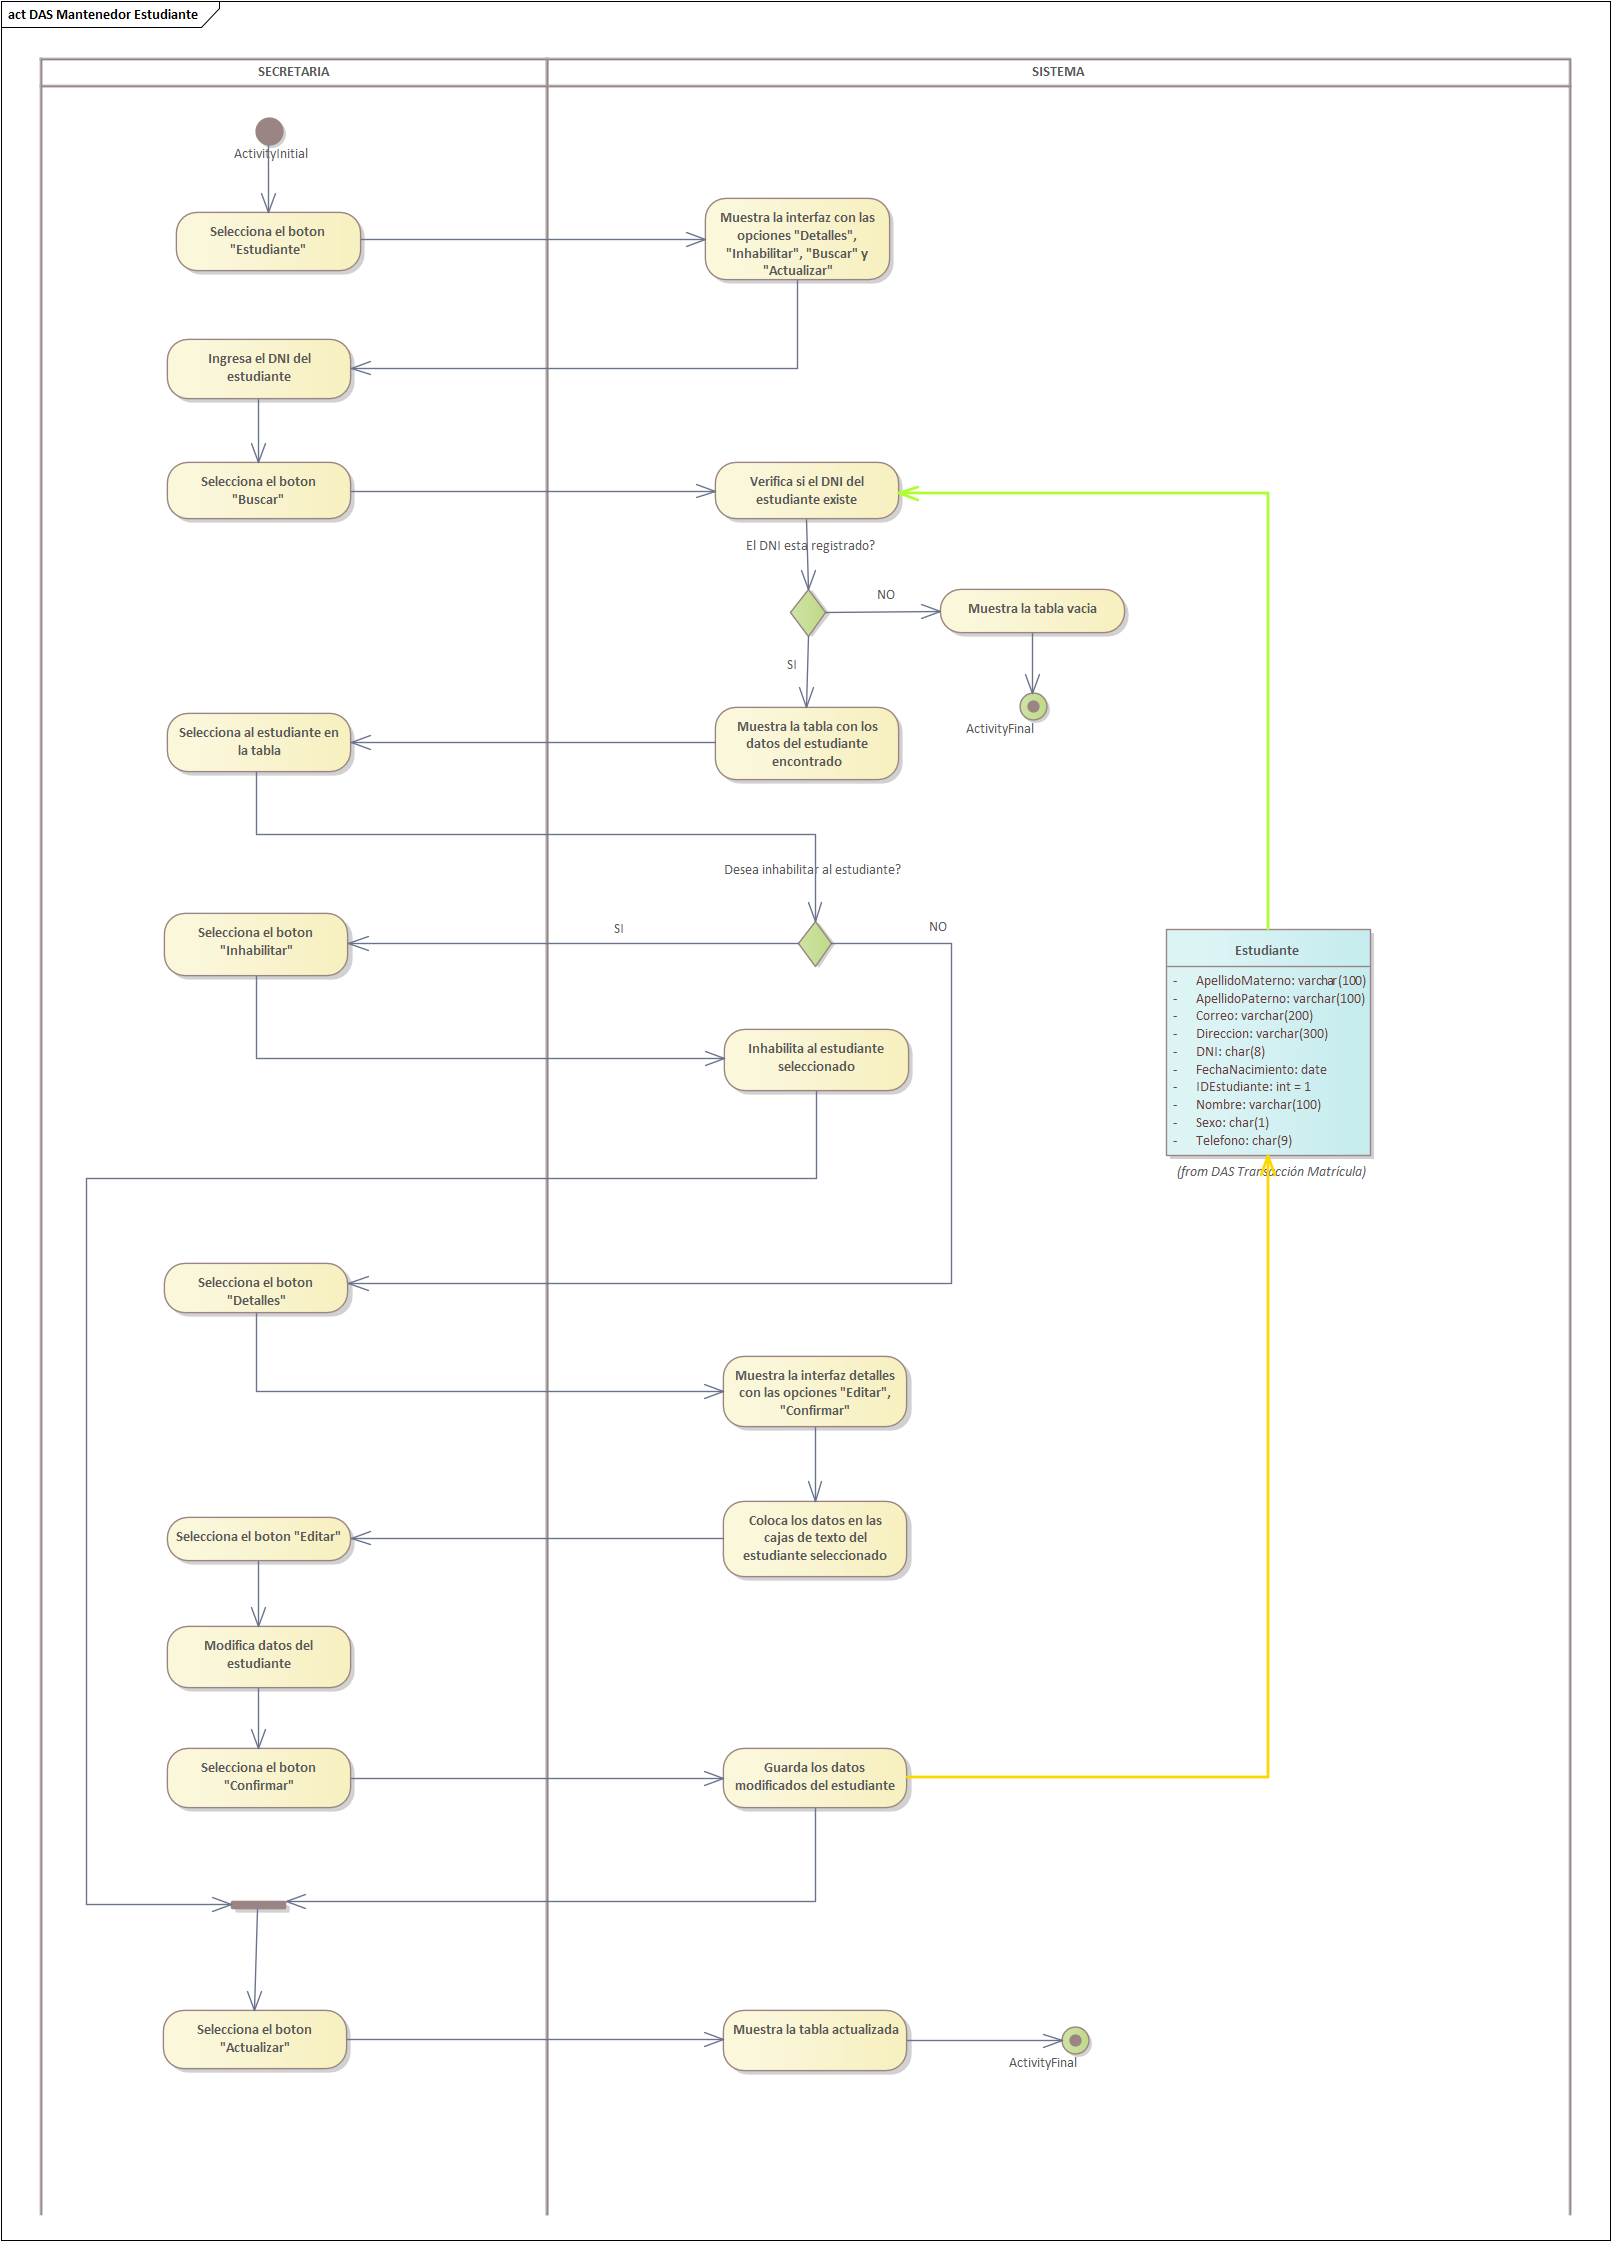 act DAS Mantenedor Estudiante
SECRETARIA
SISTEMA
ActivityInitial
Selecciona el boton
"Estudiante"
Muestra la interfaz con las
opciones "Detalles",
"Inhabilitar", "Buscar" y
"Actualizar"
Ingresa el DNI del
estudiante
Selecciona el boton
"Buscar"
Verifica si el DNI del
estudiante existe
El DNI esta registrado?
NO
Muestra la tabla vacia
SI
ActivityFinal
Selecciona al estudiante en
la tabla
Muestra la tabla con los
datos del estudiante
encontrado
Desea inhabilitar al estudiante?
SI
NO
Selecciona el boton
"Inhabilitar"
Estudiante
- ApellidoMaterno: varchar(100)
- ApellidoPaterno: varchar(100)
- Correo: varchar(200)
- Direccion: varchar(300)
- DNI: char(8)
- FechaNacimiento: date
- IDEstudiante: int = 1
- Nombre: varchar(100)
- Sexo: char(1)
- Telefono: char(9)
(from DAS Transacción Matrícula)
Inhabilita al estudiante
seleccionado
Selecciona el boton
"Detalles"
Muestra la interfaz detalles
con las opciones "Editar",
"Confirmar"
Coloca los datos en las
cajas de texto del
estudiante seleccionado
Selecciona el boton "Editar"
Modifica datos del
estudiante
Selecciona el boton
"Confirmar"
Guarda los datos
modificados del estudiante
Selecciona el boton
"Actualizar"
Muestra la tabla actualizada
ActivityFinal